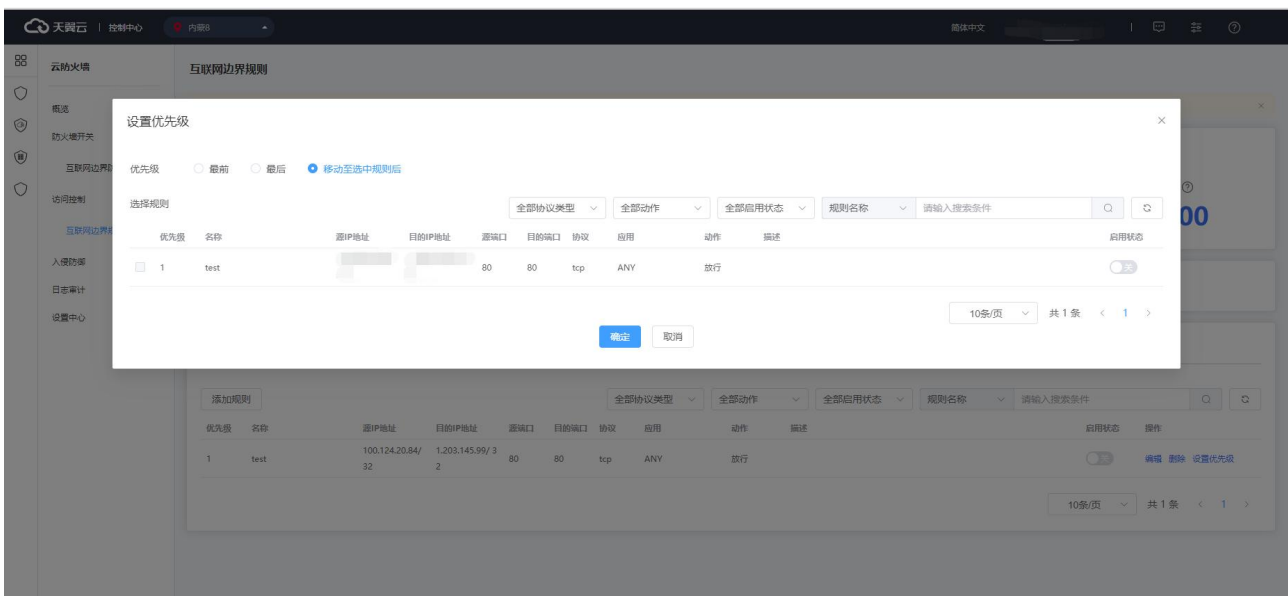 天翼云 | 控制中心 内蒙8 简体中文
云防火墙
概览
防火墙开关
互联网边界
访问控制
互联网边界规
入侵防御
日志审计
设置中心
互联网边界规则
设置优先级
优先级 最前 最后 移动至选中规则后
选择规则 全部协议类型 全部动作 全部启用状态 规则名称 请输入搜索条件
优先级 名称 源IP地址 目的IP地址 源端口 目的端口 协议 应用 动作 描述 启用状态
1 test 80 80 tcp ANY 放行 关
10条/页 共 1 条 < 1 >
确定 取消
00
添加规则 全部协议类型 全部动作 全部启用状态 规则名称 请输入搜索条件
优先级 名称 源IP地址 目的IP地址 源端口 目的端口 协议 应用 动作 描述 启用状态 操作
1 test 100.124.20.84/32 1.203.145.99/32 80 80 tcp ANY 放行 关 编辑 删除 设置优先级
10条/页 共 1 条 < 1 >